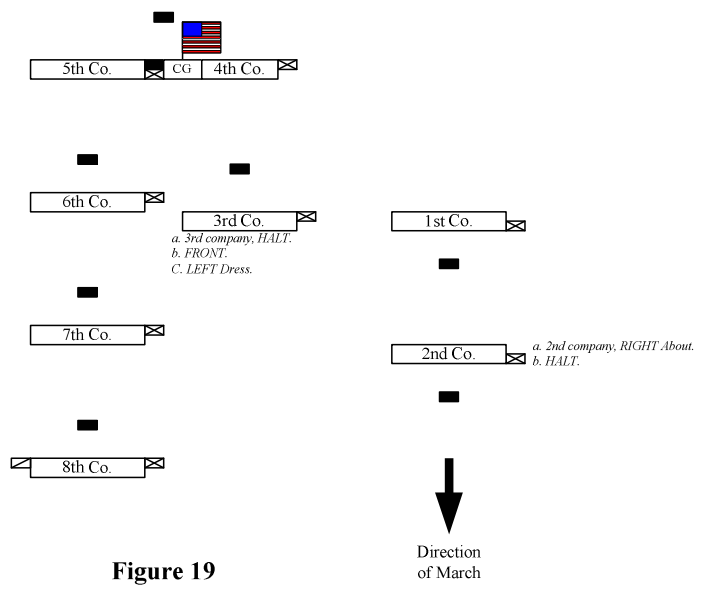 5th Co.
CG
4th Co.
6th Co.
3rd Co.
1st Co.
a. 3rd company, HALT.
b. FRONT.
C. LEFT Dress.
7th Co.
2nd Co.
a. 2nd company, RIGHT About.
b. HALT.
8th Co.
Direction
of March
Figure 19